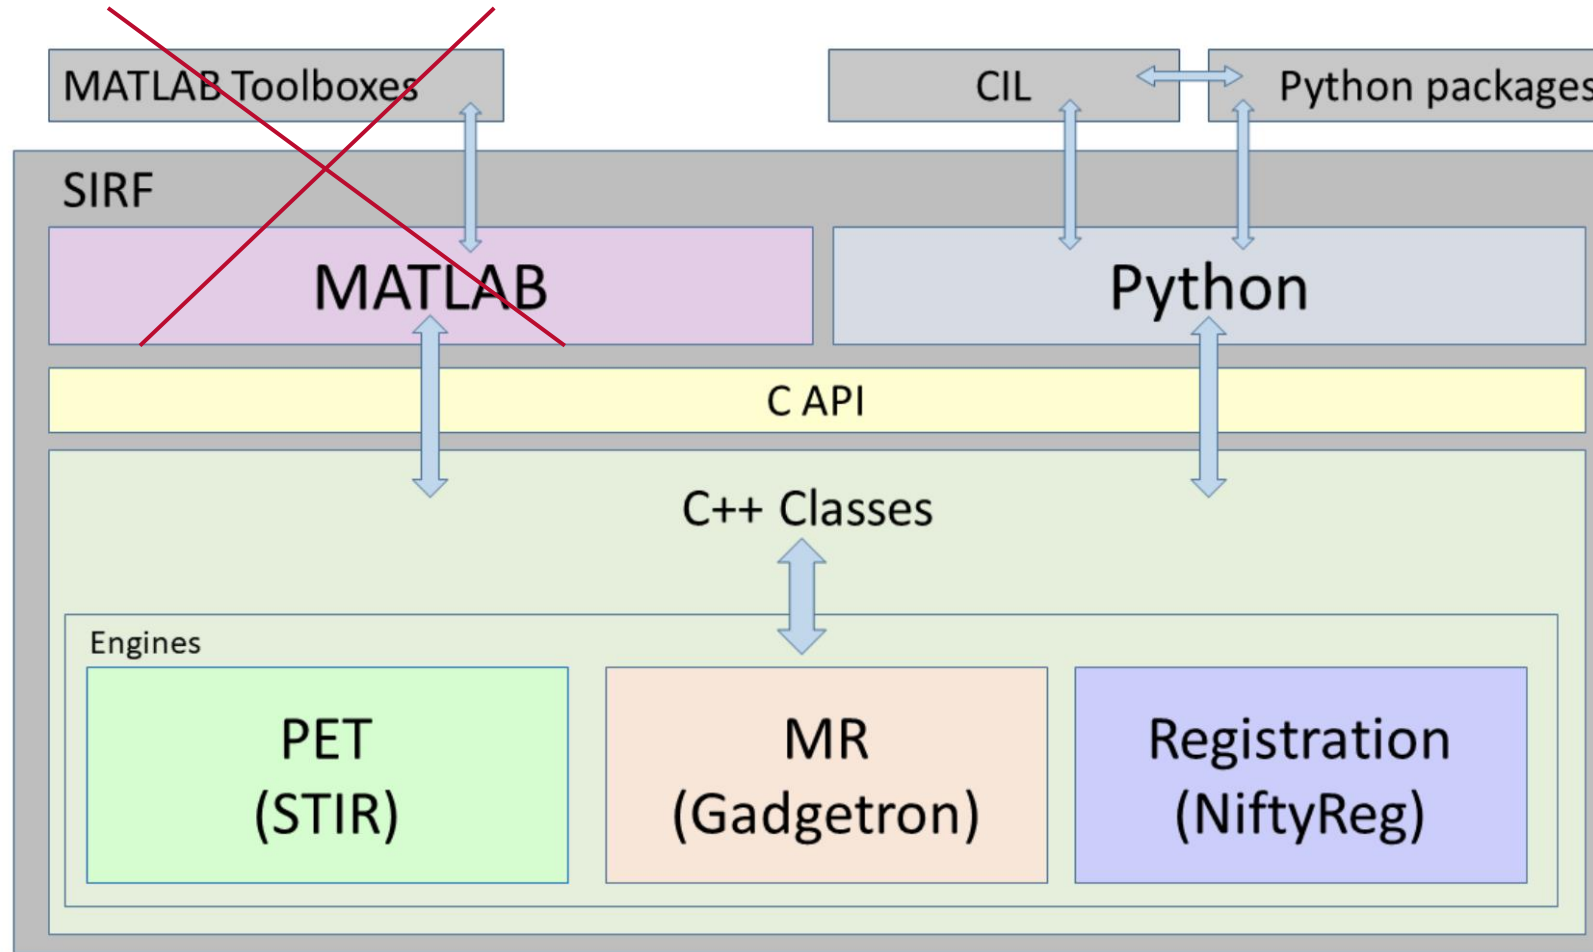 MATLAB Toolboxes
CIL
Python packages
SIRF
MATLAB
Python
C API
C++ Classes
Engines
PET
(STIR)
MR
(Gadgetron)
Registration
(NiftyReg)